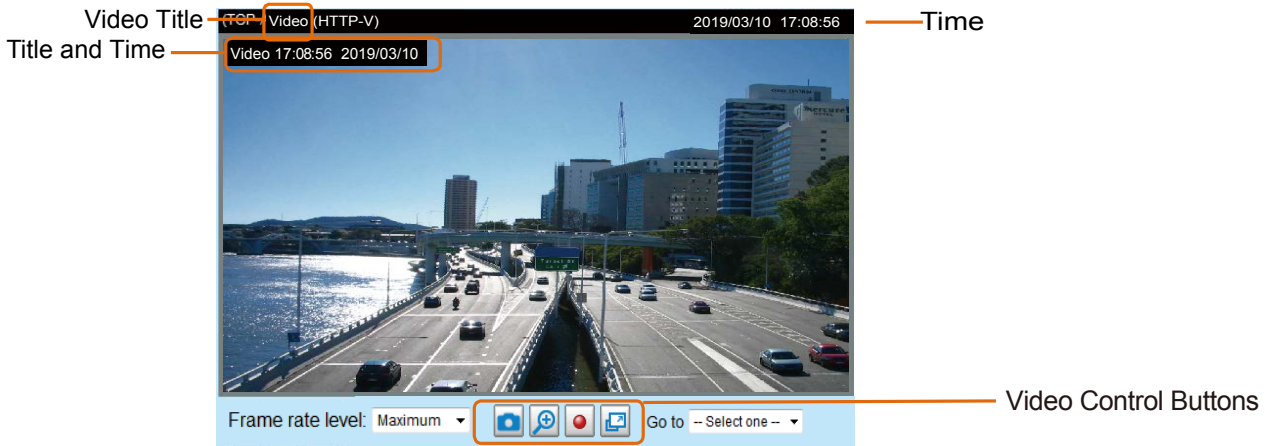 Video Title
(TCP) Video (HTTP-V)
2019/03/10 17:08:56
Time
Title and Time
Video 17:08:56 2019/03/10
Mercure
Frame rate level:
Maximum
Go to
-- Select one --
Video Control Buttons